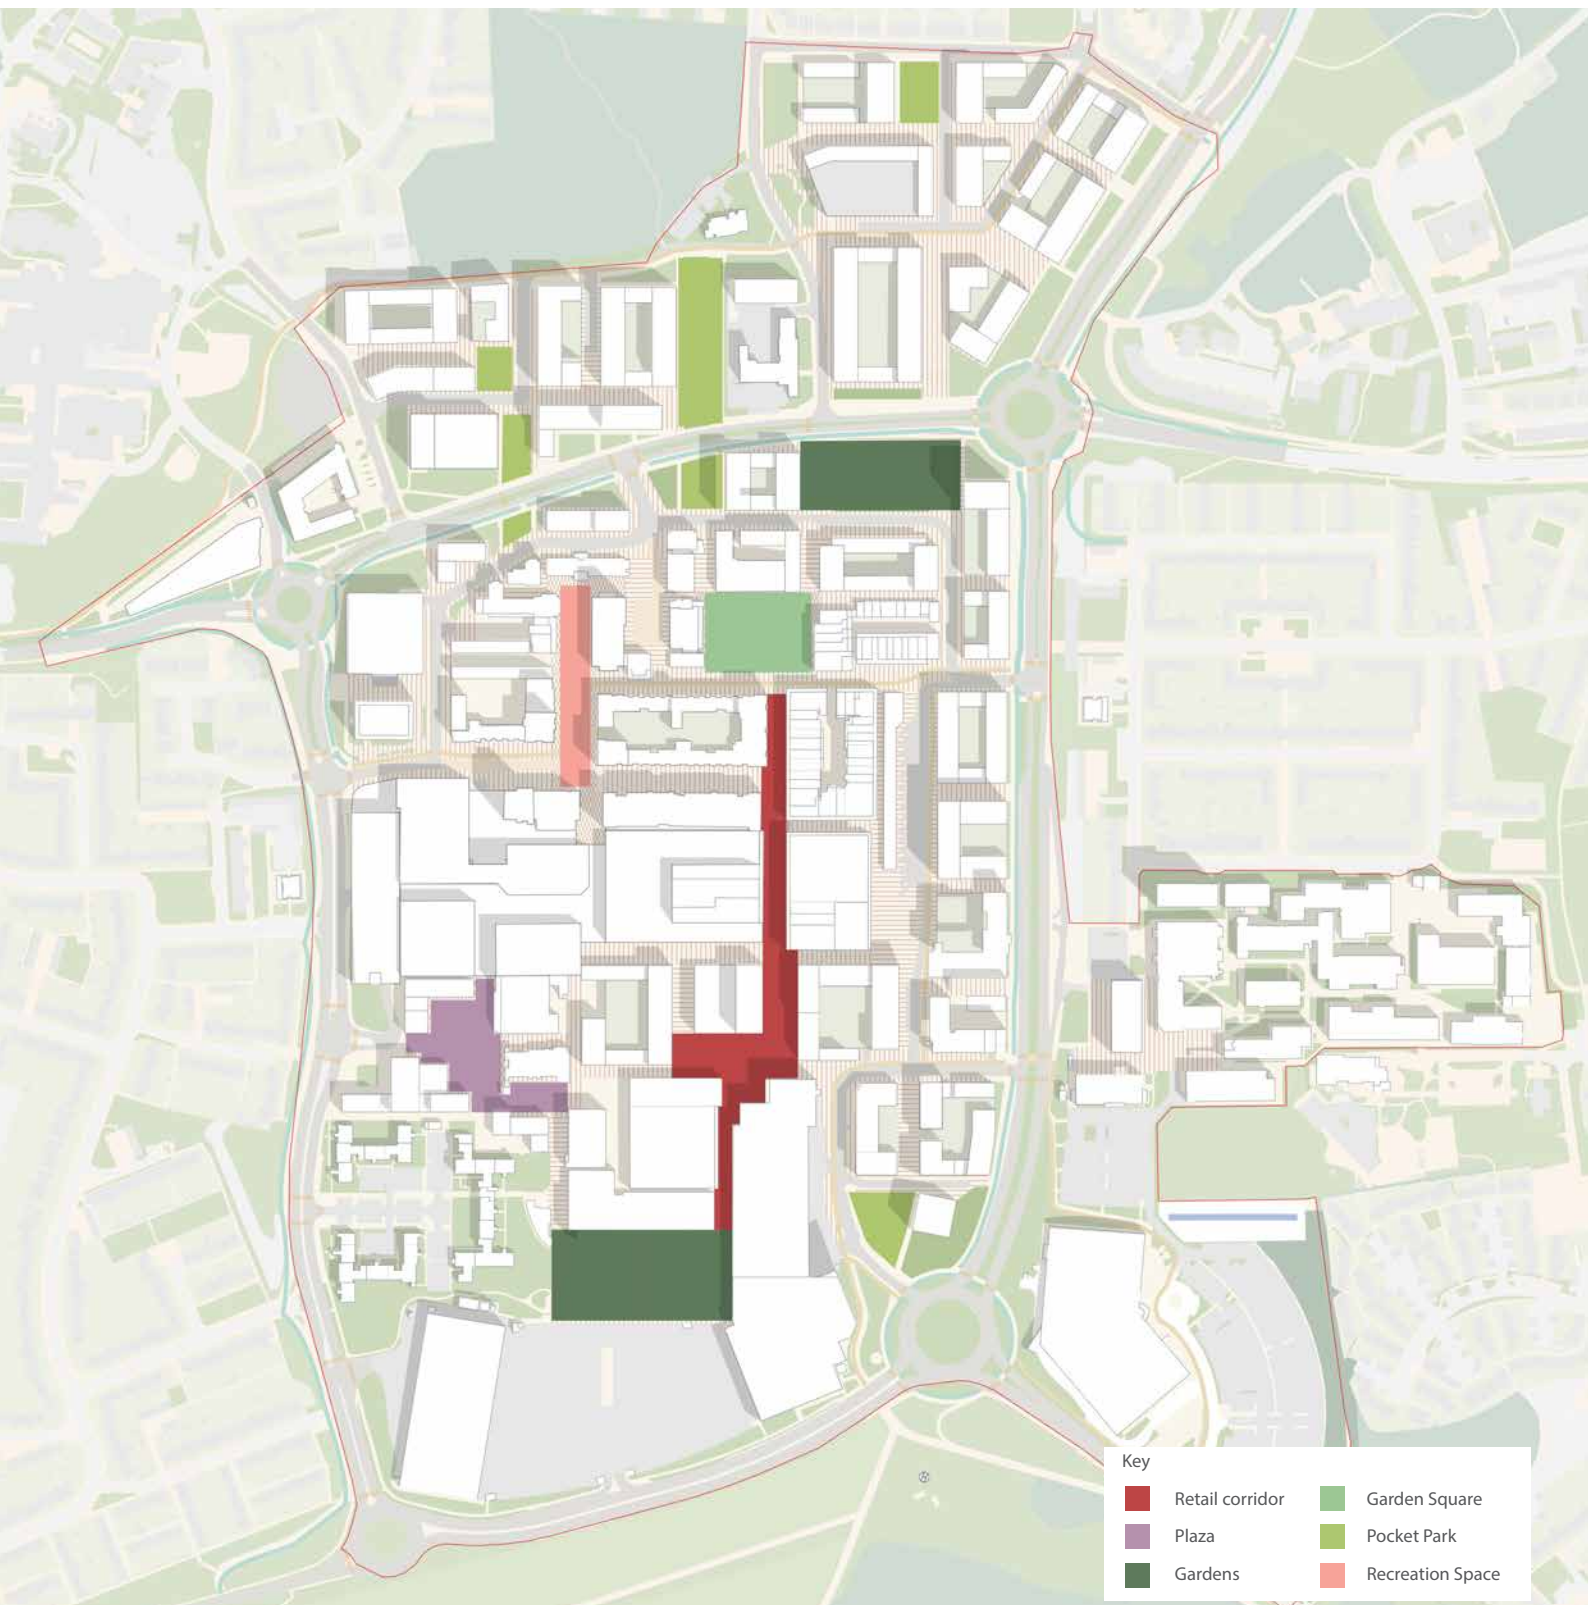 Key
Retail corridor
Garden Square
Plaza
Pocket Park
Gardens
Recreation Space